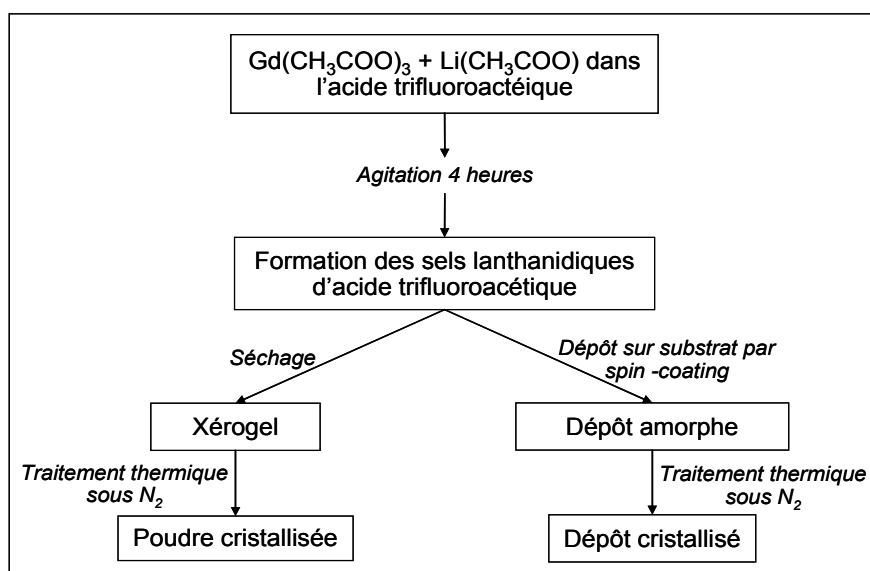 Gd(CH₃COO)₃ + Li(CH₃COO) dans
l'acide trifluoroactéique
Agitation 4 heures
Formation des sels lanthanidiques
d'acide trifluoroacétique
Séchage
Dépôt sur substrat par
spin -coating
Xérogel
Dépôt amorphe
Traitement thermique
sous N₂
Traitement thermique
sous N₂
Poudre cristallisée
Dépôt cristallisé